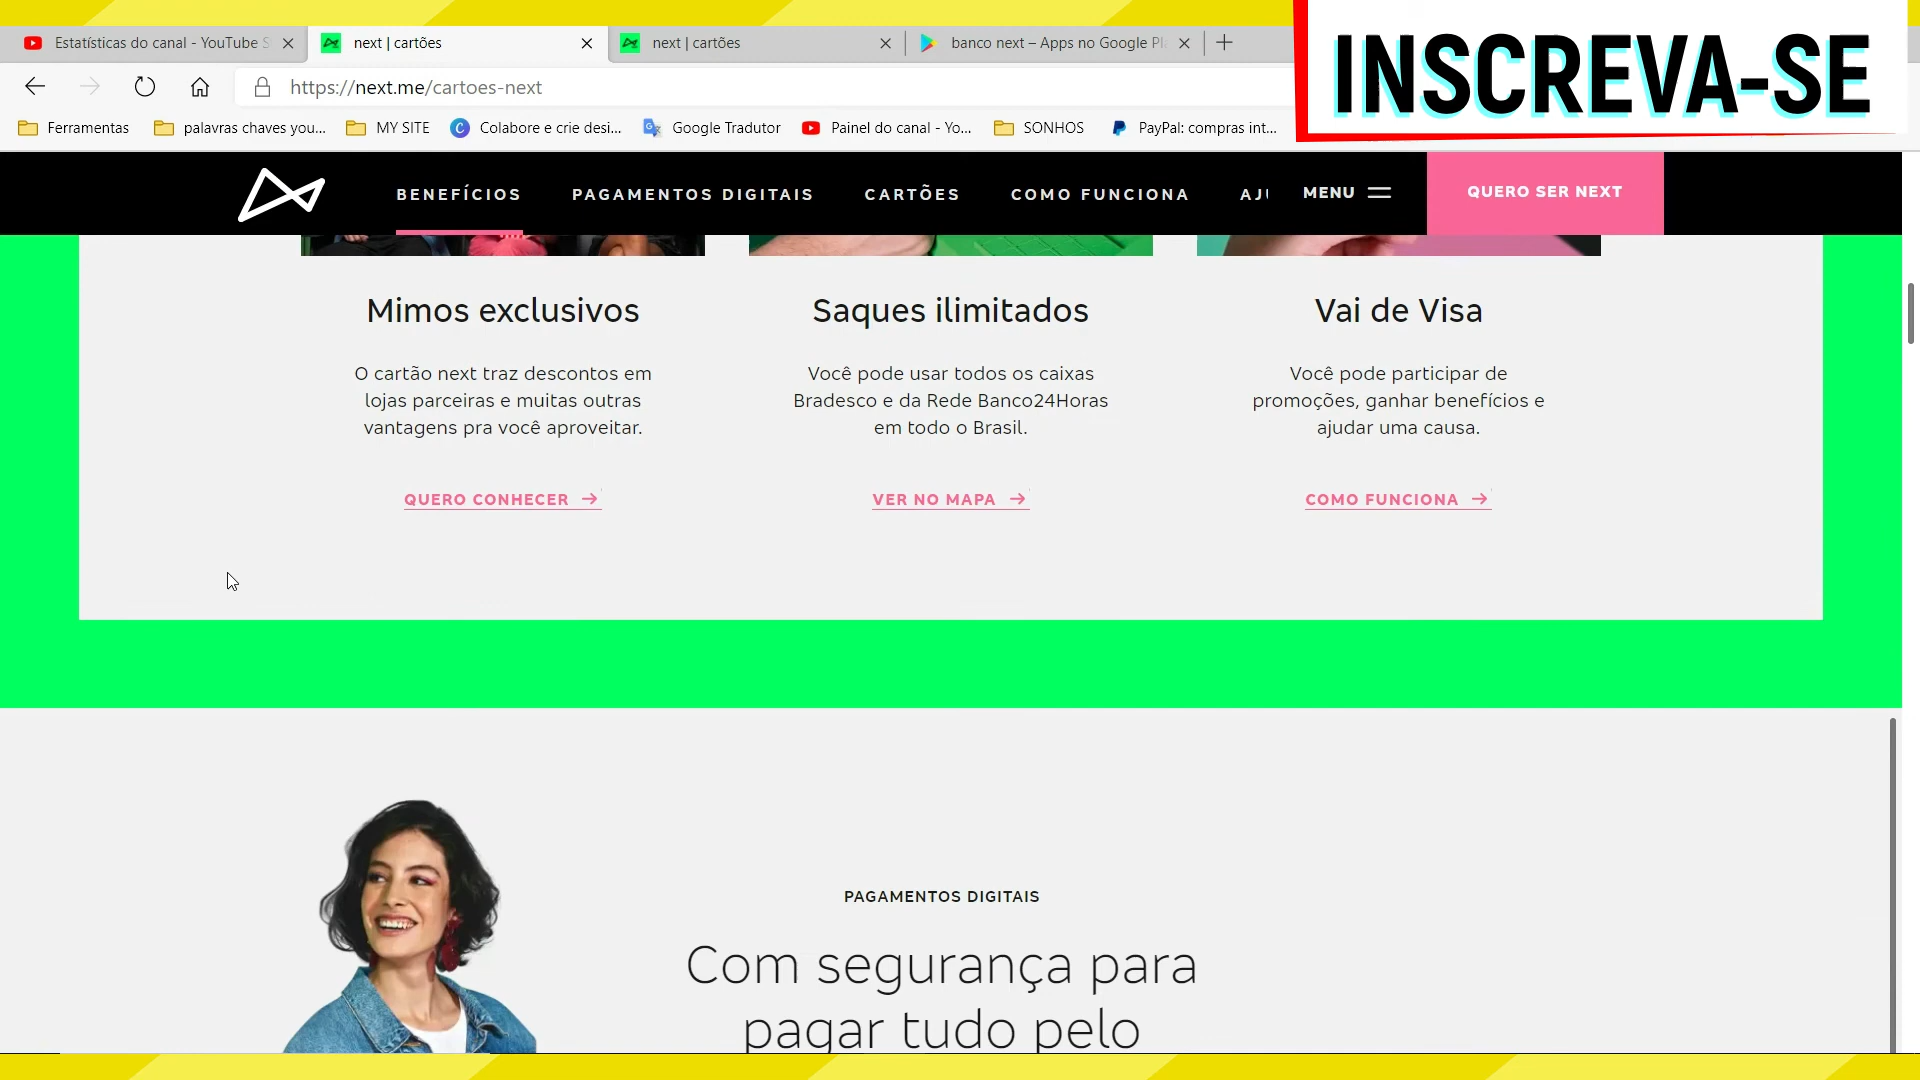 INSCREVA-SE
Estatísticas do canal - YouTube S
next | cartões
next | cartões
banco next – Apps no Google Pla
https://next.me/cartoes-next
Ferramentas
palavras chaves you...
MY SITE
Colabore e crie desi...
Google Tradutor
Painel do canal - Yo...
SONHOS
PayPal: compras int...
BENEFÍCIOS
PAGAMENTOS DIGITAIS
CARTÕES
COMO FUNCIONA
AJU
MENU
QUERO SER NEXT
Mimos exclusivos
O cartão next traz descontos em
lojas parceiras e muitas outras
vantagens pra você aproveitar.
QUERO CONHECER →
Saques ilimitados
Você pode usar todos os caixas
Bradesco e da Rede Banco24Horas
em todo o Brasil.
VER NO MAPA →
Vai de Visa
Você pode participar de
promoções, ganhar benefícios e
ajudar uma causa.
COMO FUNCIONA →
PAGAMENTOS DIGITAIS
Com segurança para
pagar tudo pelo